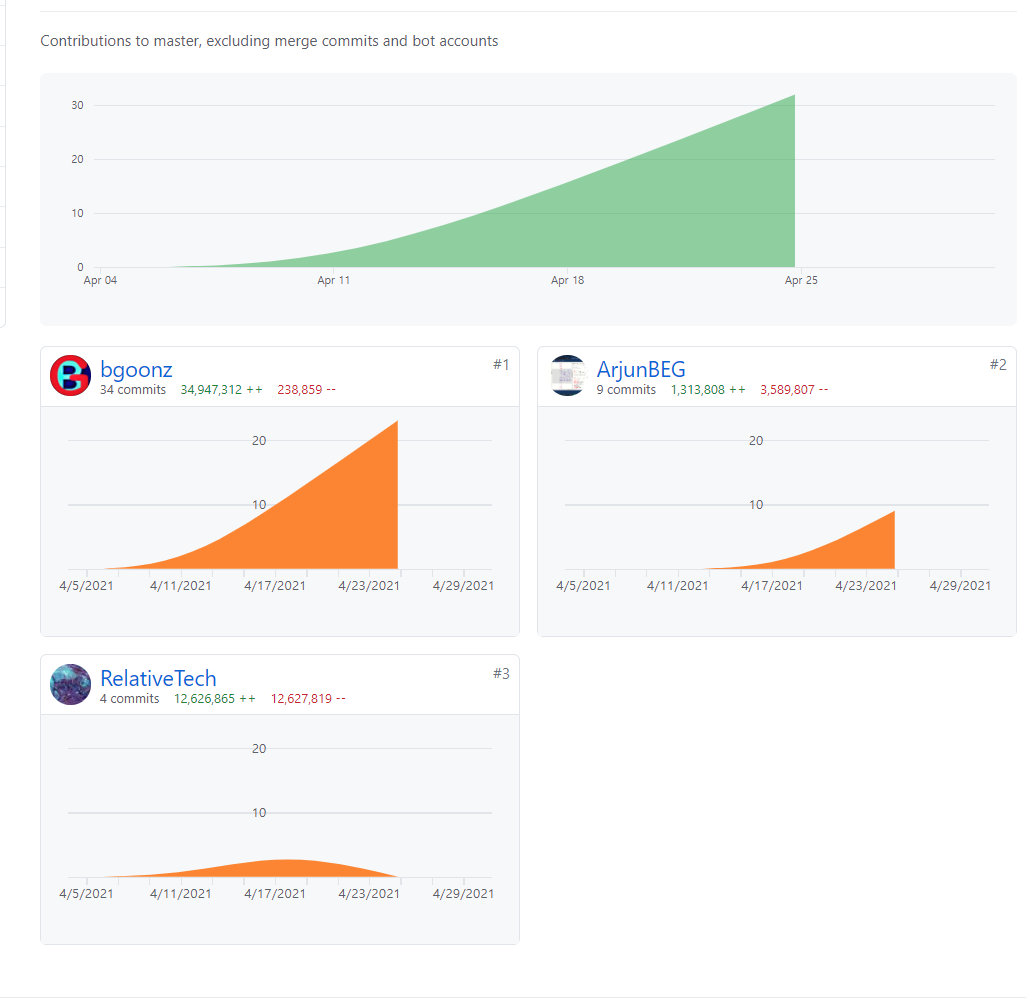 Contributions to master, excluding merge commits and bot accounts
30
20
10
0
Apr 04 Apr 11 Apr 18 Apr 25
bgoonz #1
34 commits 34,947,312 ++ 238,859 --
20
10
4/5/2021 4/11/2021 4/17/2021 4/23/2021 4/29/2021
ArjunBEG #2
9 commits 1,313,808 ++ 3,589,807 --
20
10
4/5/2021 4/11/2021 4/17/2021 4/23/2021 4/29/2021
RelativeTech #3
4 commits 12,626,865 ++ 12,627,819 --
20
10
4/5/2021 4/11/2021 4/17/2021 4/23/2021 4/29/2021